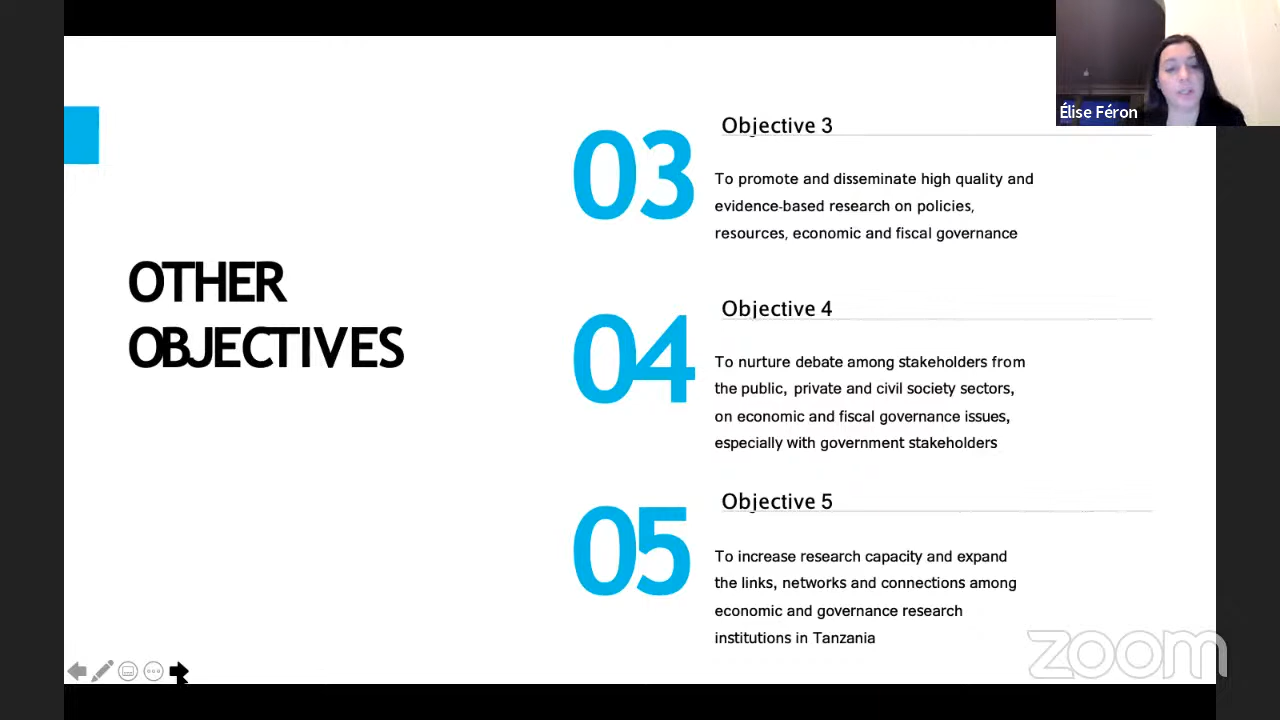 Élise Féron
OTHER
OBJECTIVES
03
Objective 3
To promote and disseminate high quality and
evidence-based research on policies,
resources, economic and fiscal governance
04
Objective 4
To nurture debate among stakeholders from
the public, private and civil society sectors,
on economic and fiscal governance issues,
especially with government stakeholders
05
Objective 5
To increase research capacity and expand
the links, networks and connections among
economic and governance research
institutions in Tanzania
zoom